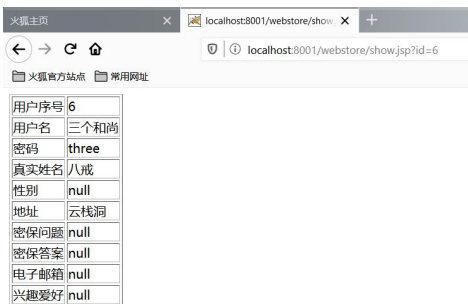 火狐主页
localhost:8001/webstore/show.
localhost:8001/webstore/show.jsp?id=6
火狐官方站点 常用网址
用户序号 6
用户名 三个和尚
密码 three
真实姓名 八戒
性别 null
地址 云栈洞
密保问题 null
密保答案 null
电子邮箱 null
兴趣爱好 null